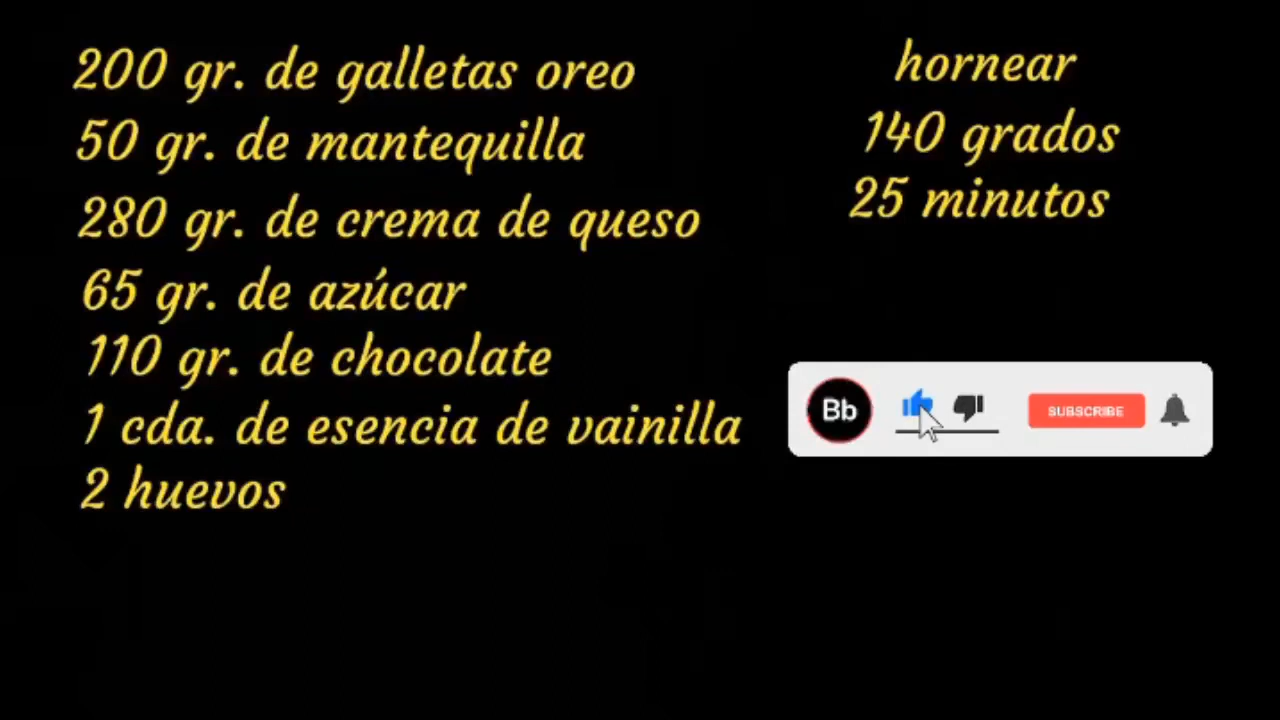 200 gr. de galletas oreo
50 gr. de mantequilla
280 gr. de crema de queso
65 gr. de azúcar
110 gr. de chocolate
1 cda. de esencia de vainilla
2 huevos
hornear
140 grados
25 minutos
Bb
SUBSCRIBE